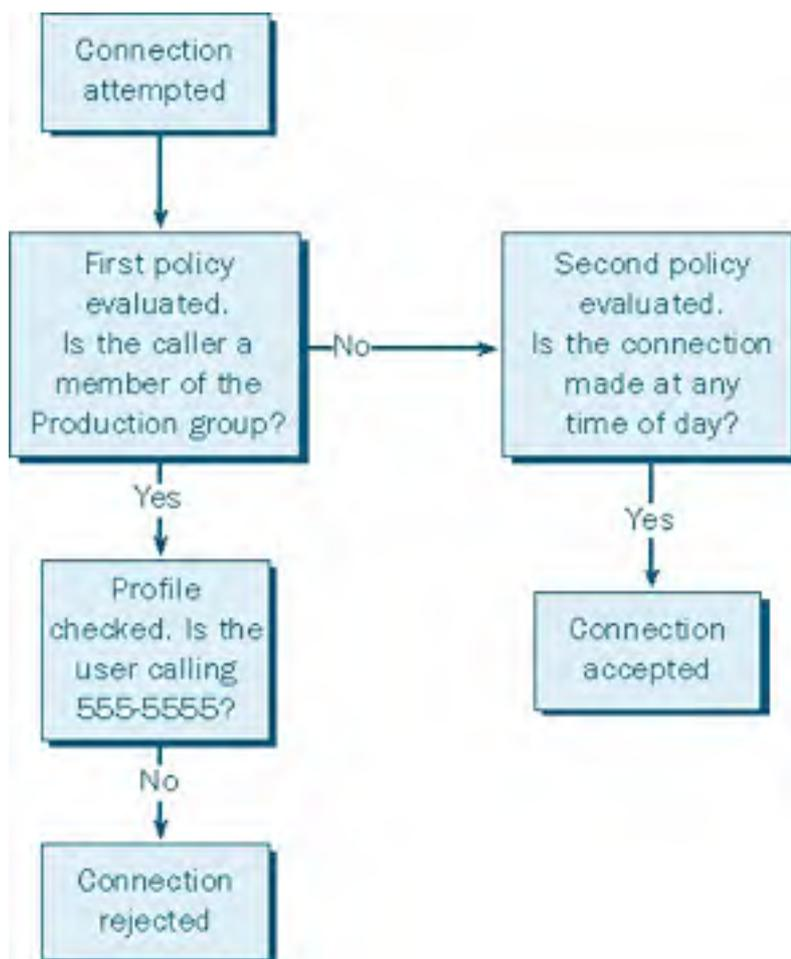 Connection
attempted
First policy
evaluated.
Is the caller a
member of the
Production group?
No
Second policy
evaluated.
Is the connection
made at any
time of day?
Yes
Yes
Profile
checked. Is the
user calling
555-5555?
Connection
accepted
No
Connection
rejected